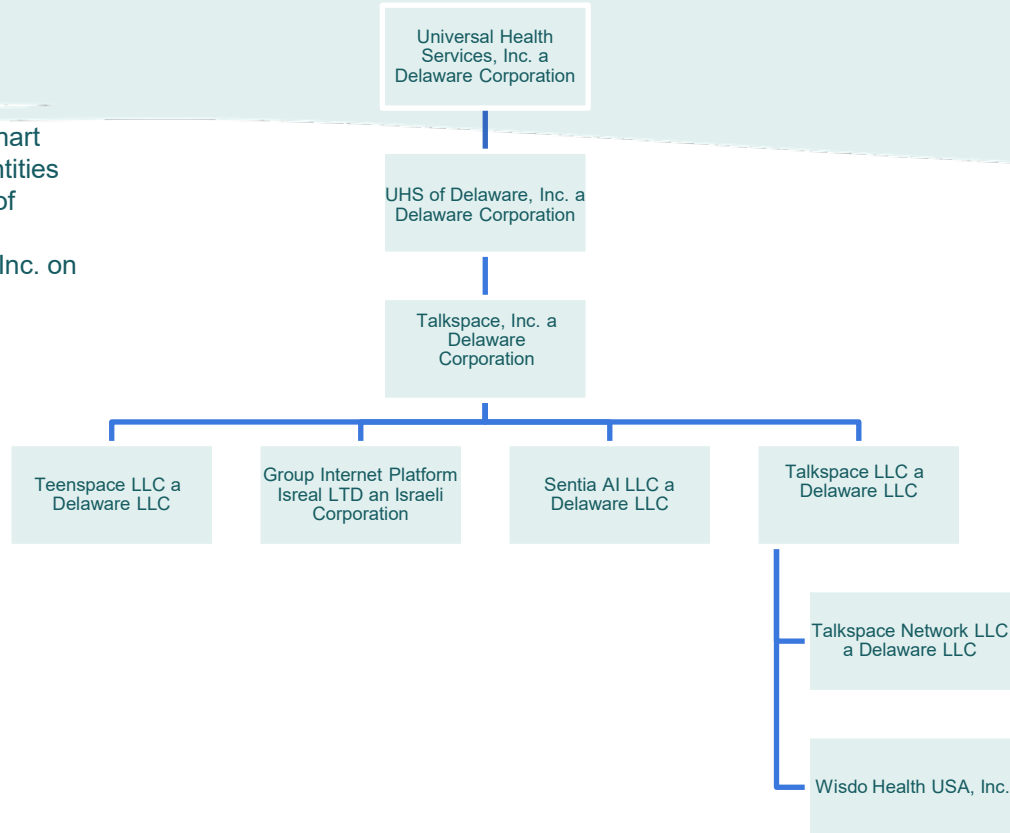 Universal Health
Services, Inc. a
Delaware Corporation
of
Inc. on
UHS of Delaware, Inc. a
Delaware Corporation
Talkspace, Inc. a
Delaware
Corporation
Teenspace LLC a
Delaware LLC
Group Internet Platform
Isreal LTD an Israeli
Corporation
Sentia AI LLC a
Delaware LLC
Talkspace LLC a
Delaware LLC
Talkspace Network LLC
a Delaware LLC
Wisdo Health USA, Inc.